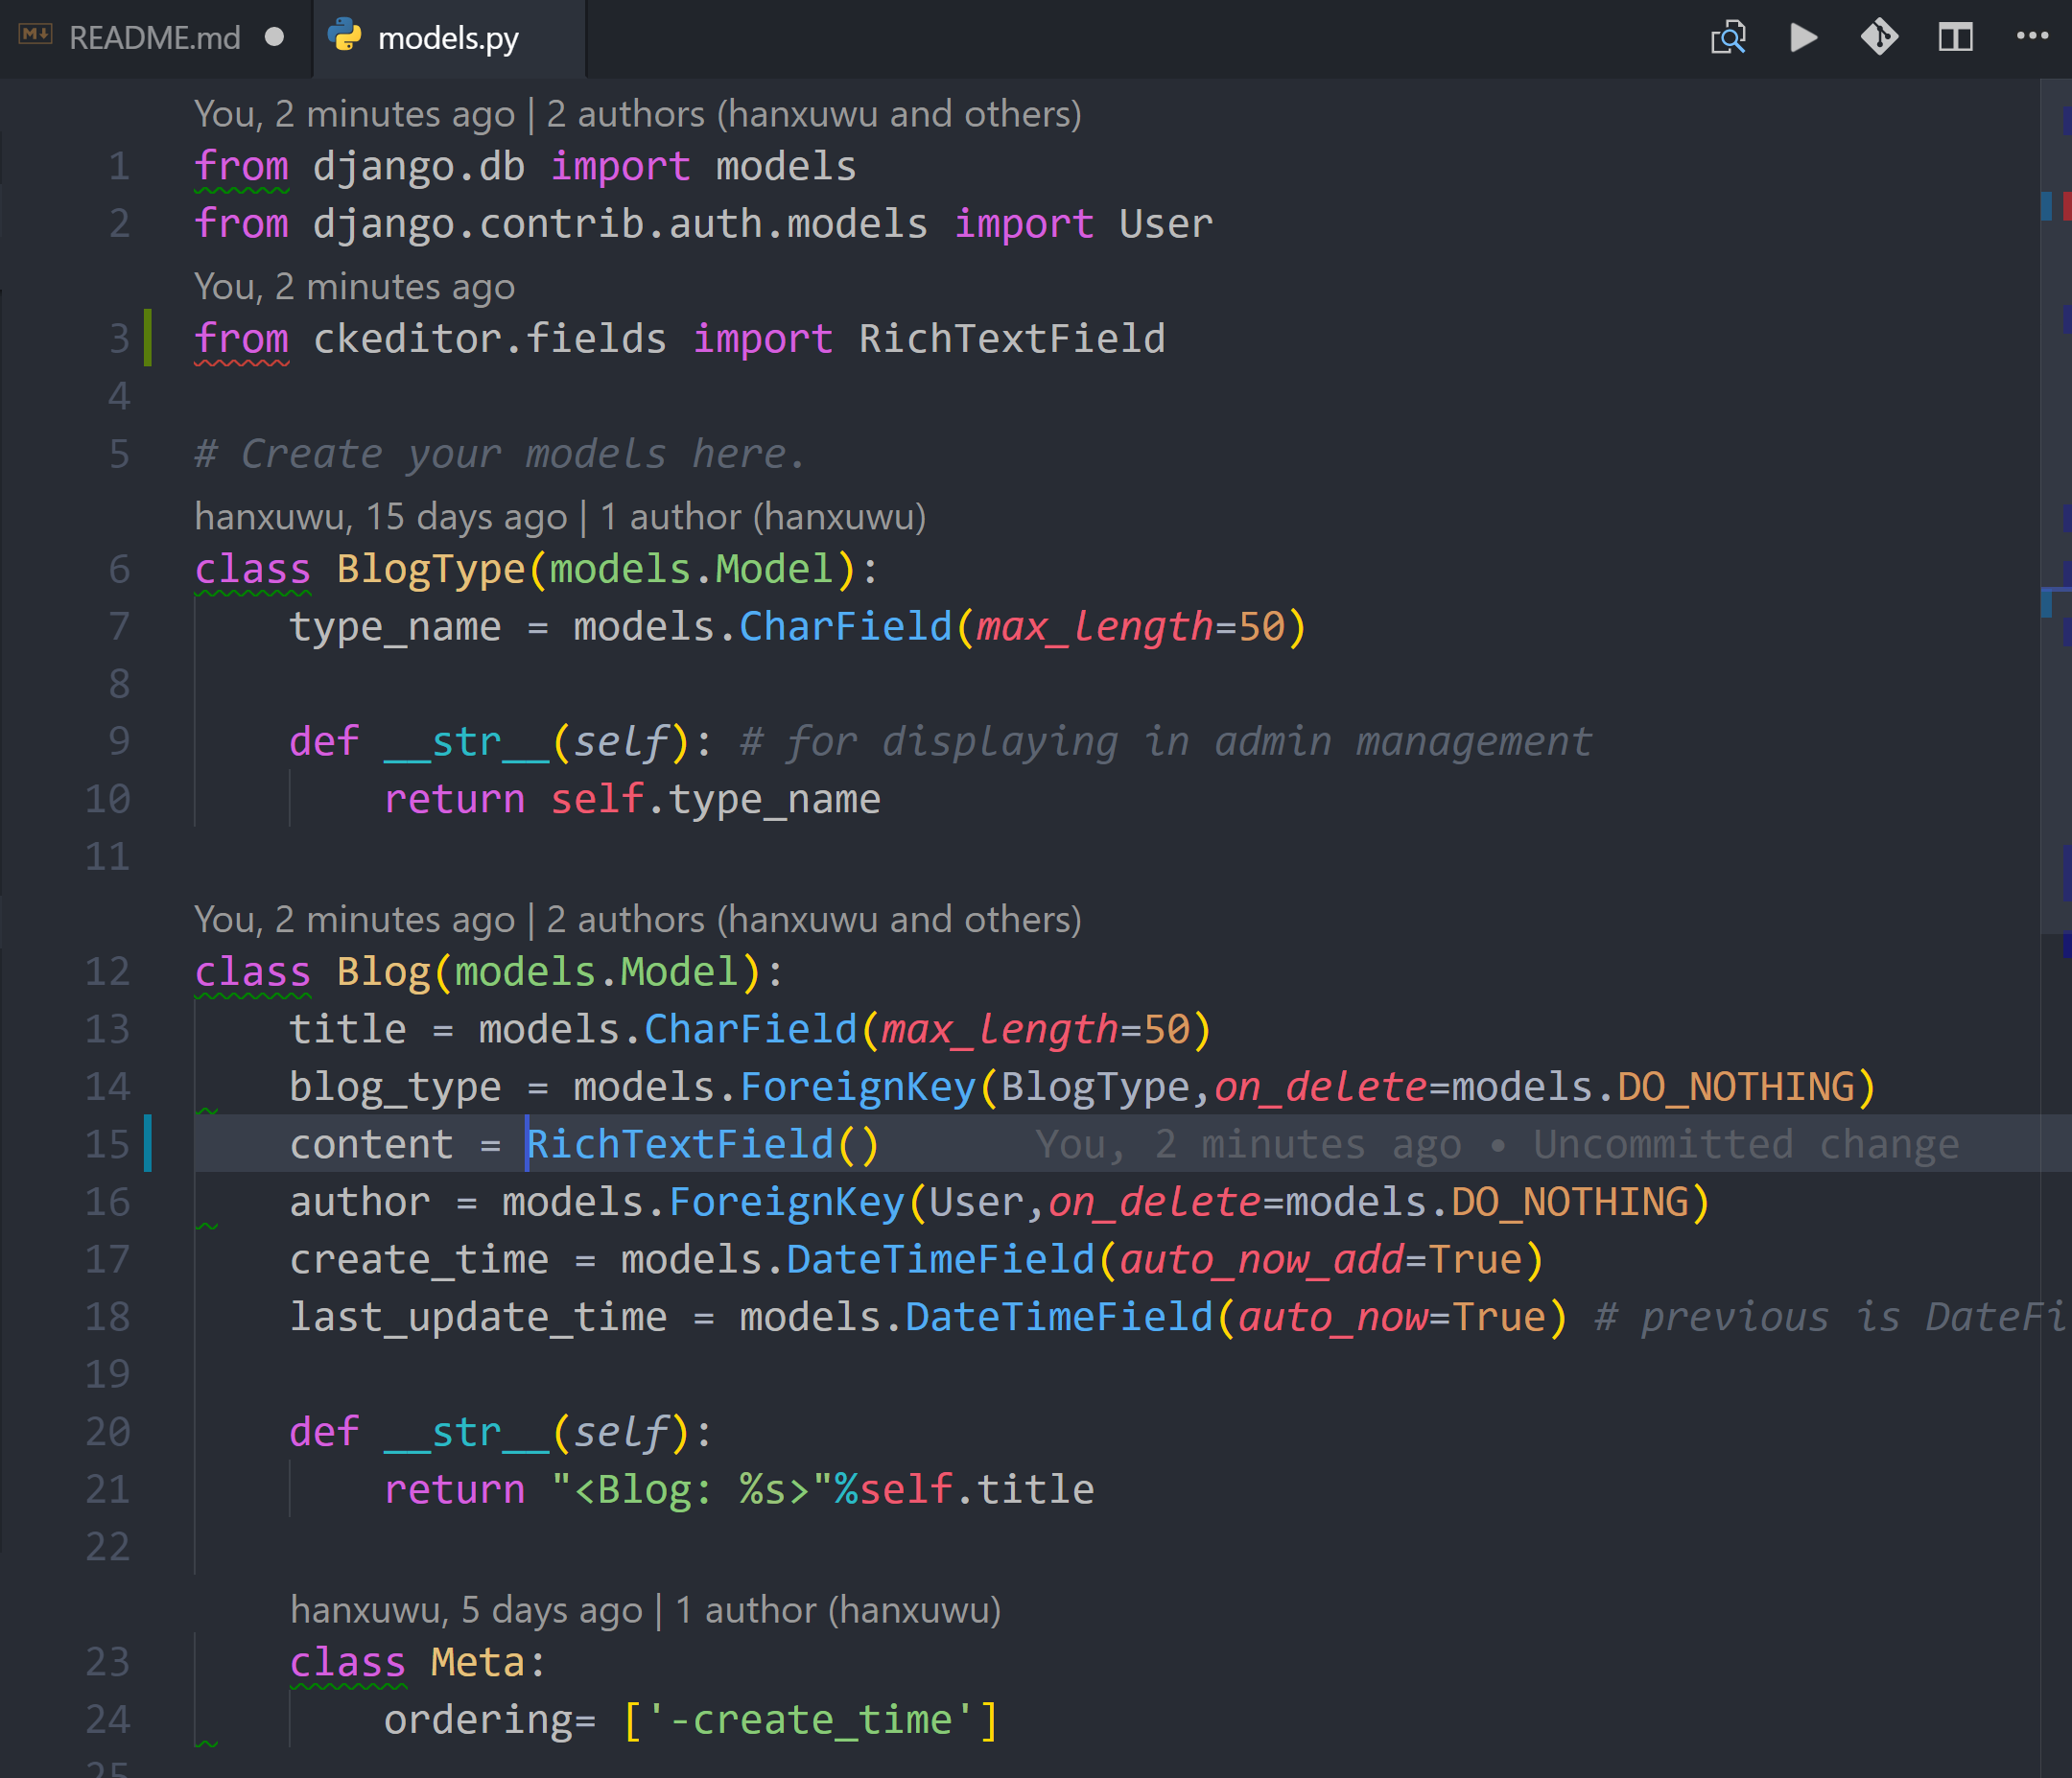 README.md models.py
You, 2 minutes ago | 2 authors (hanxuwu and others)
1 from django.db import models
2 from django.contrib.auth.models import User
You, 2 minutes ago
3 from ckeditor.fields import RichTextField
4
5 # Create your models here.
hanxuwu, 15 days ago | 1 author (hanxuwu)
6 class BlogType(models.Model):
7     type_name = models.CharField(max_length=50)
8
9     def __str__(self): # for displaying in admin management
10         return self.type_name
11
You, 2 minutes ago | 2 authors (hanxuwu and others)
12 class Blog(models.Model):
13     title = models.CharField(max_length=50)
14     blog_type = models.ForeignKey(BlogType,on_delete=models.DO_NOTHING)
15     content = RichTextField()     You, 2 minutes ago • Uncommitted change
16     author = models.ForeignKey(User,on_delete=models.DO_NOTHING)
17     create_time = models.DateTimeField(auto_now_add=True)
18     last_update_time = models.DateTimeField(auto_now=True) # previous is DateFi
19
20     def __str__(self):
21         return "<Blog: %s>"%self.title
22
hanxuwu, 5 days ago | 1 author (hanxuwu)
23     class Meta:
24         ordering= ['-create_time']
25